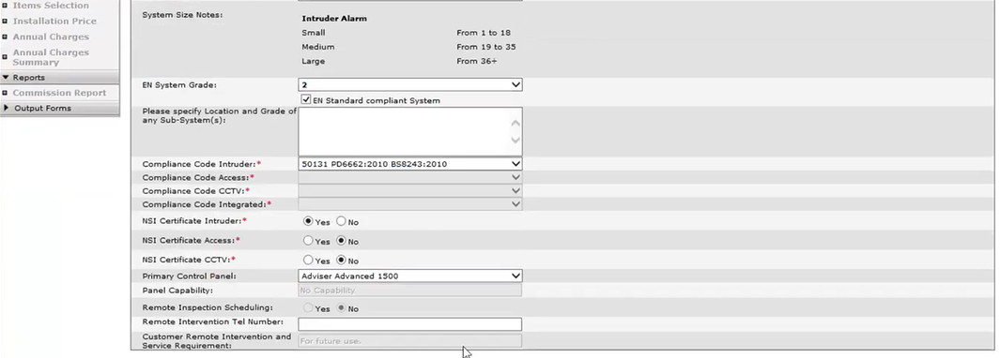 Items Selection
Installation Price
Annual Charges
Annual Charges
Summary
Reports
Commission Report
Output Forms
System Size Notes:
Intruder Alarm
Small From 1 to 18
Medium From 19 to 35
Large From 36+
EN System Grade: 2
EN Standard compliant System
Please specify Location and Grade of
any Sub-System(s):
Compliance Code Intruder:* 50131 PD6662:2010 BS8243:2010
Compliance Code Access:*
Compliance Code CCTV:*
Compliance Code Integrated:*
NSI Certificate Intruder:* Yes No
NSI Certificate Access:* Yes No
NSI Certificate CCTV:* Yes No
Primary Control Panel: Adviser Advanced 1500
Panel Capability: No Capability
Remote Inspection Scheduling: Yes No
Remote Intervention Tel Number:
Customer Remote Intervention and
Service Requirement: For future use.